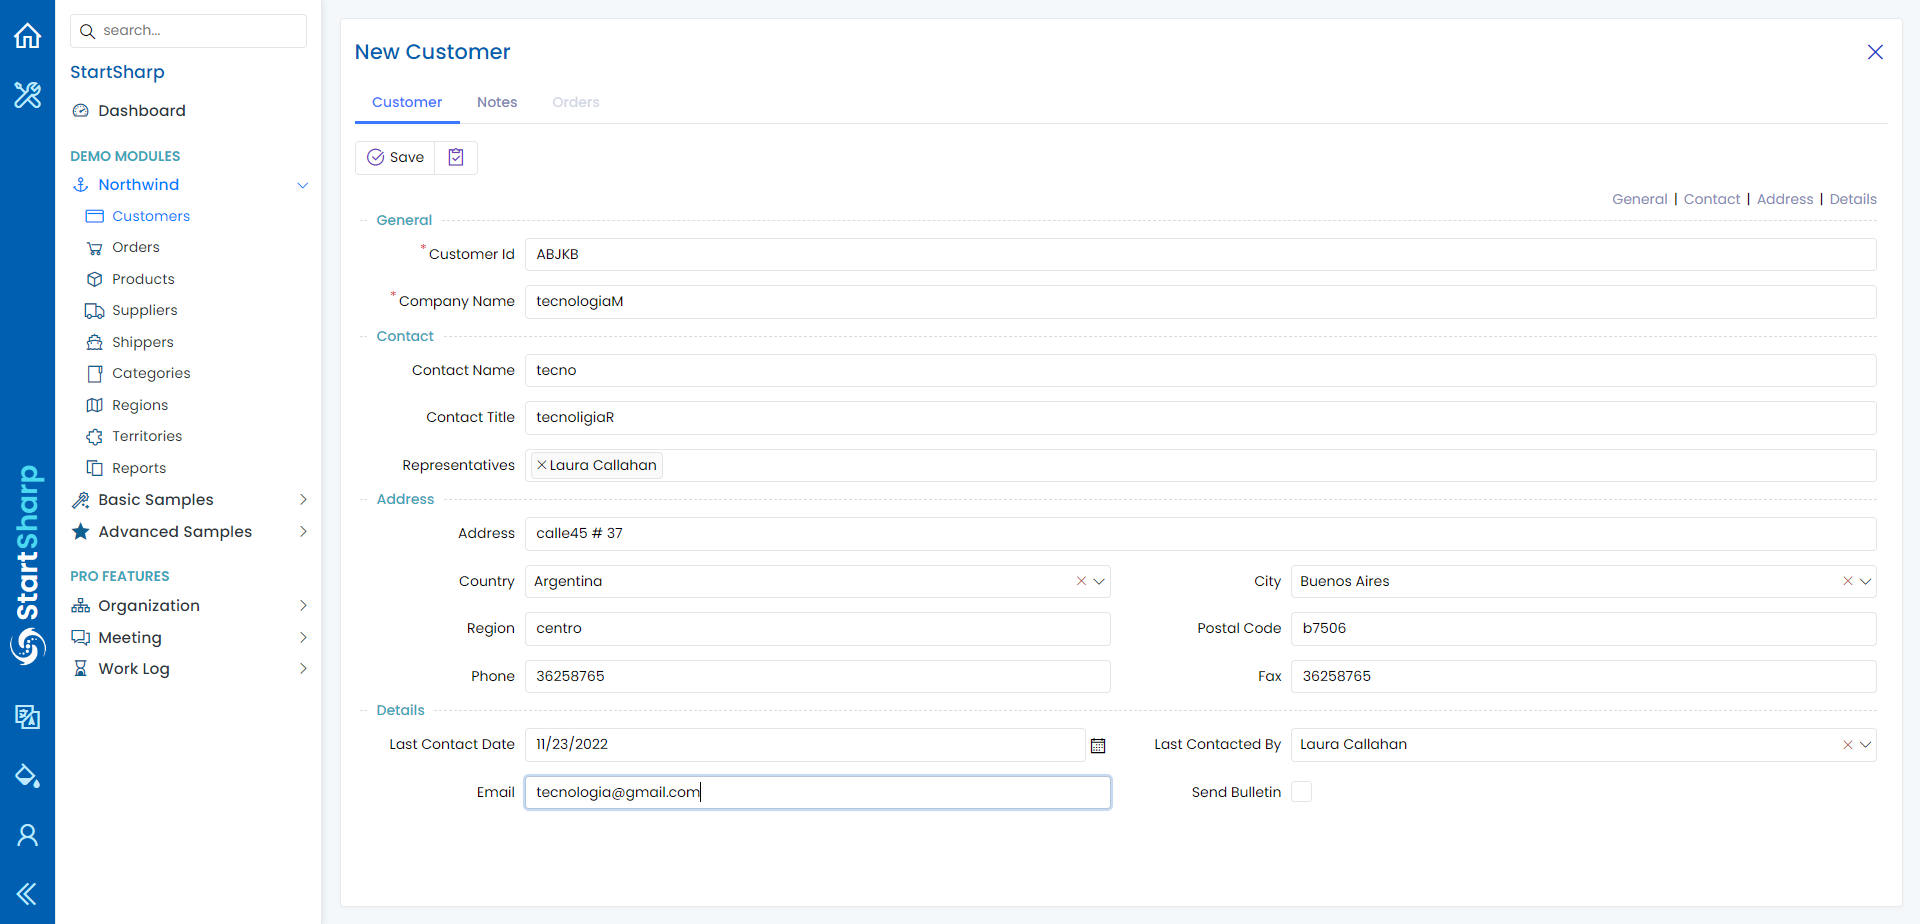 search...
StartSharp
Dashboard
DEMO MODULES
Northwind
Customers
Orders
Products
Suppliers
Shippers
Categories
Regions
Territories
Reports
Basic Samples
Advanced Samples
PRO FEATURES
Organization
Meeting
Work Log
StartSharp
New Customer
Customer Notes Orders
Save
General | Contact | Address | Details
General
* Customer Id ABJKB
* Company Name tecnologiaM
Contact
Contact Name tecno
Contact Title tecnoligiaR
Representatives Laura Callahan
Address
Address calle45 # 37
Country Argentina City Buenos Aires
Region centro Postal Code b7506
Phone 36258765 Fax 36258765
Details
Last Contact Date 11/23/2022 Last Contacted By Laura Callahan
Email tecnologia@gmail.com Send Bulletin